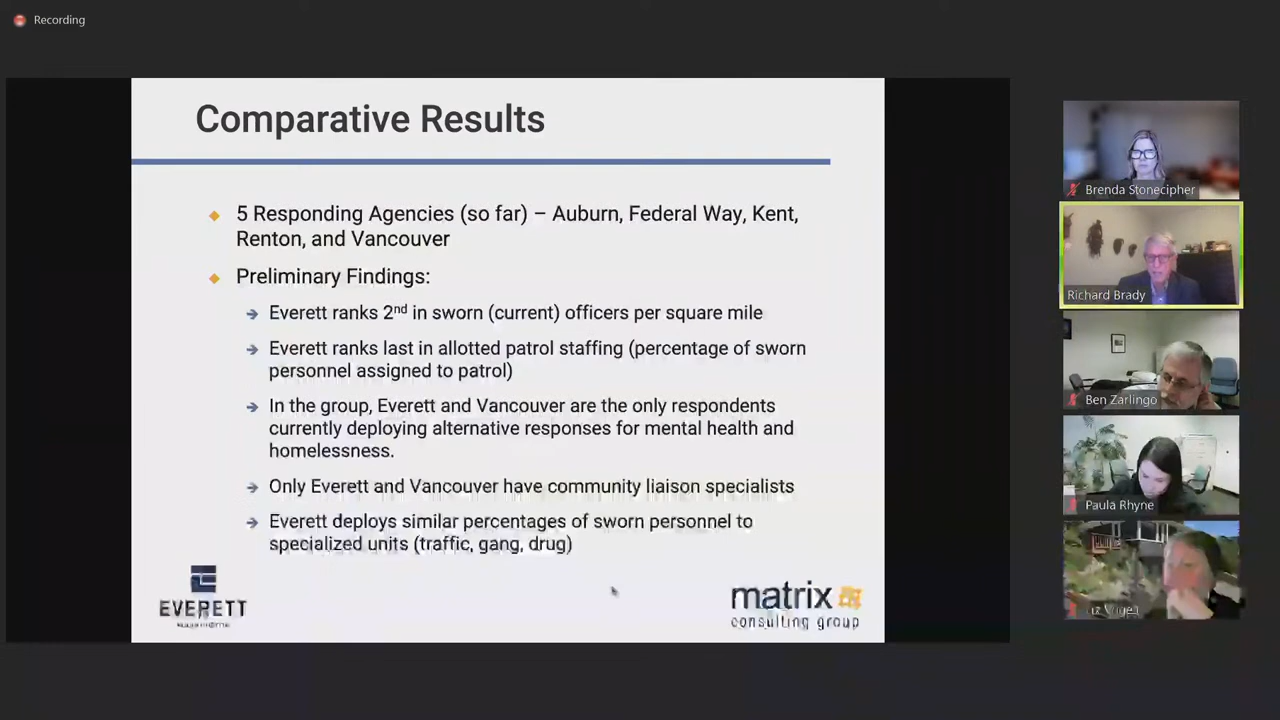 Recording
Comparative Results
5 Responding Agencies (so far) – Auburn, Federal Way, Kent,
Renton, and Vancouver
Preliminary Findings:
Everett ranks 2nd in sworn (current) officers per square mile
Everett ranks last in allotted patrol staffing (percentage of sworn
personnel assigned to patrol)
In the group, Everett and Vancouver are the only respondents
currently deploying alternative responses for mental health and
homelessness.
Only Everett and Vancouver have community liaison specialists
Everett deploys similar percentages of sworn personnel to
specialized units (traffic, gang, drug)
EVERETT
matrix
consulting group
Brenda Stonecipher
Richard Brady
Ben Zarlingo
Paula Rhyne